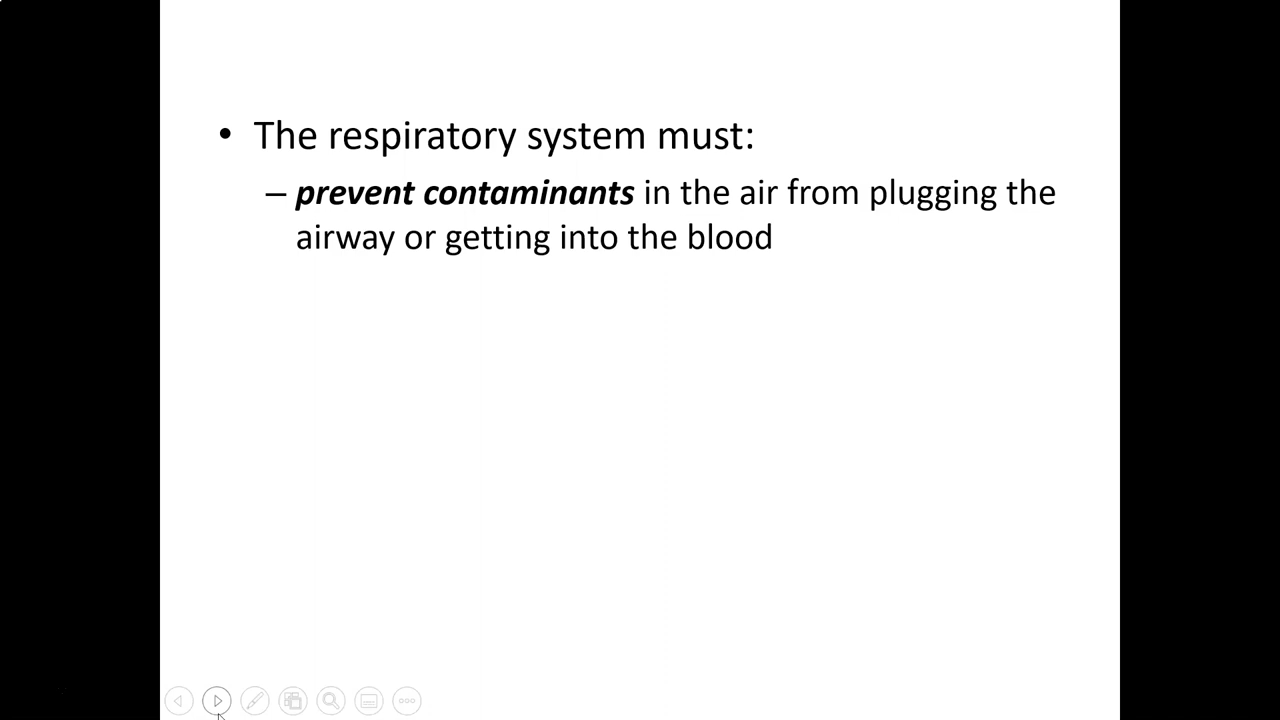 • The respiratory system must:
– prevent contaminants in the air from plugging the
airway or getting into the blood